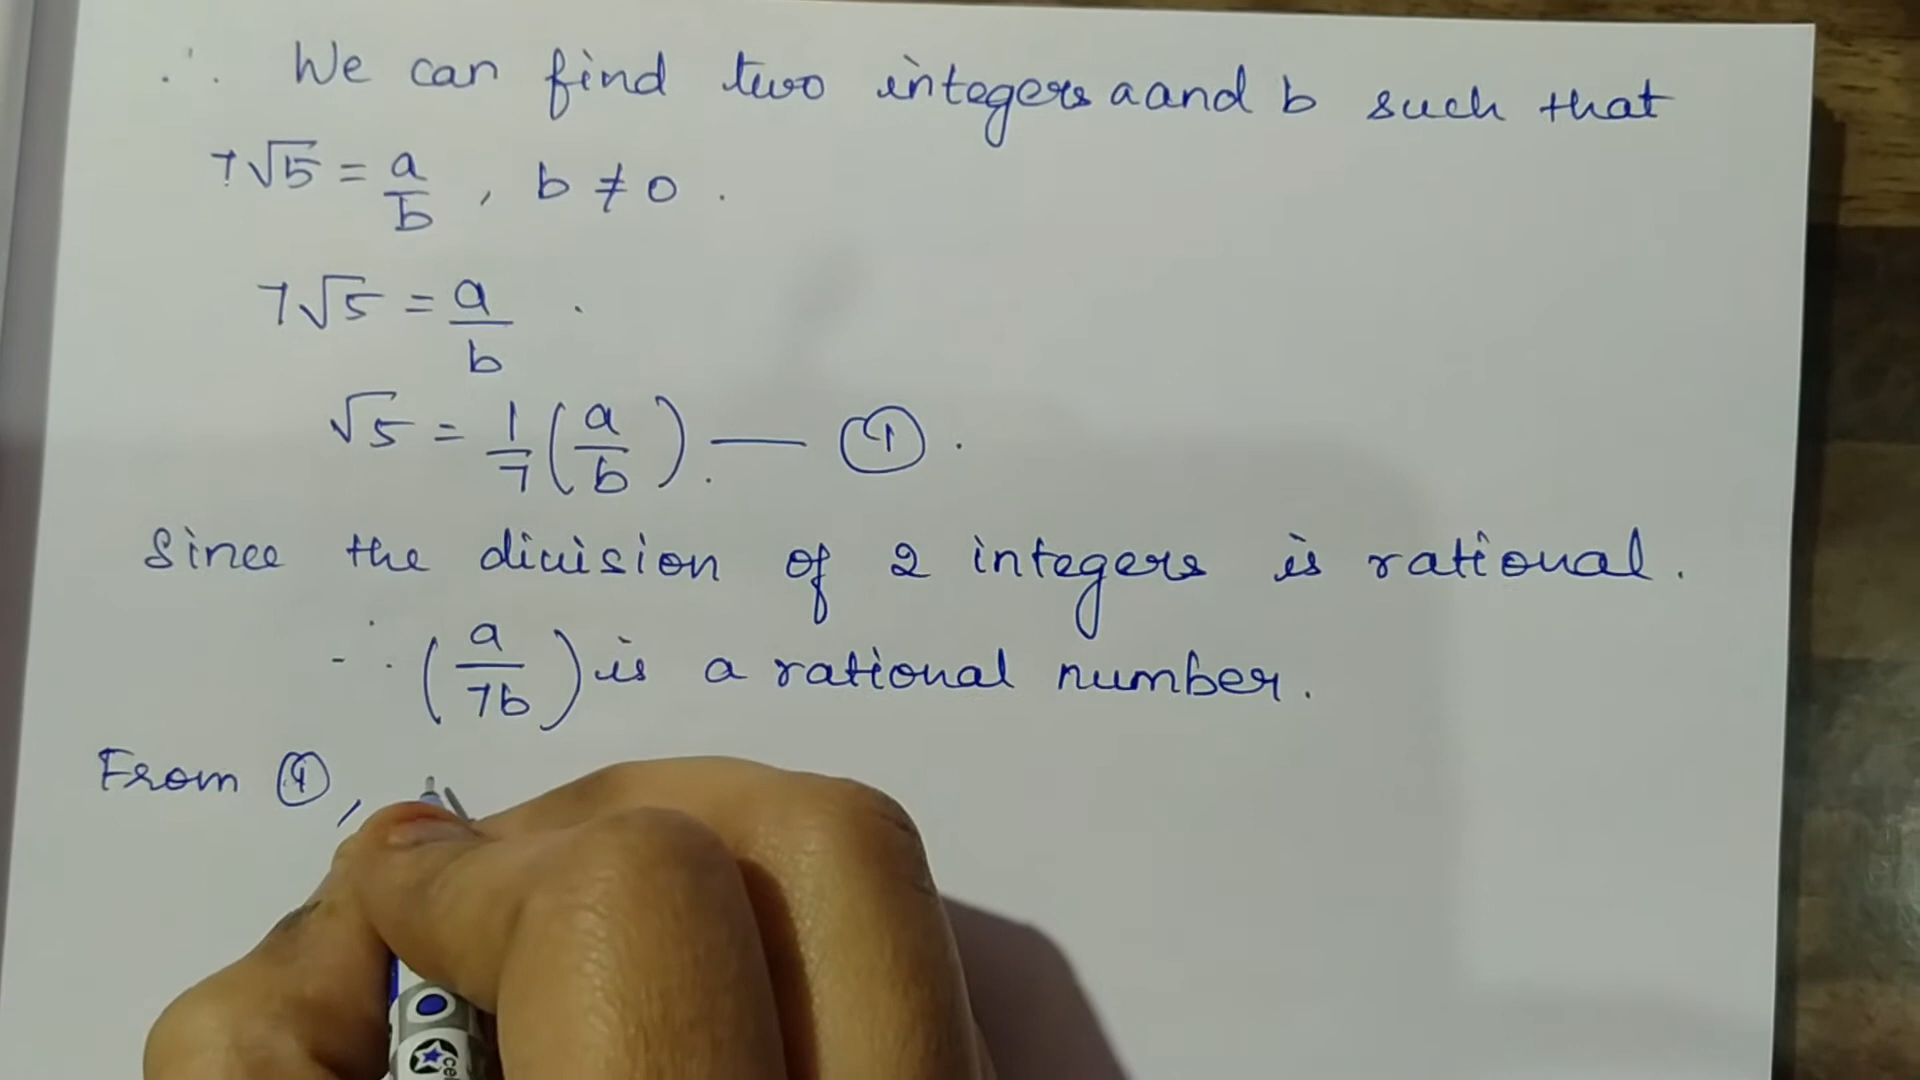 ∴ We can find two integers a and b such that
7√5 = a/b , b ≠ 0 .
7√5 = a/b .
√5 = 1/7 (a/b) . — ① .
Since the division of 2 integers is rational .
∴ (a/7b) is a rational number .
From ① ,
cel